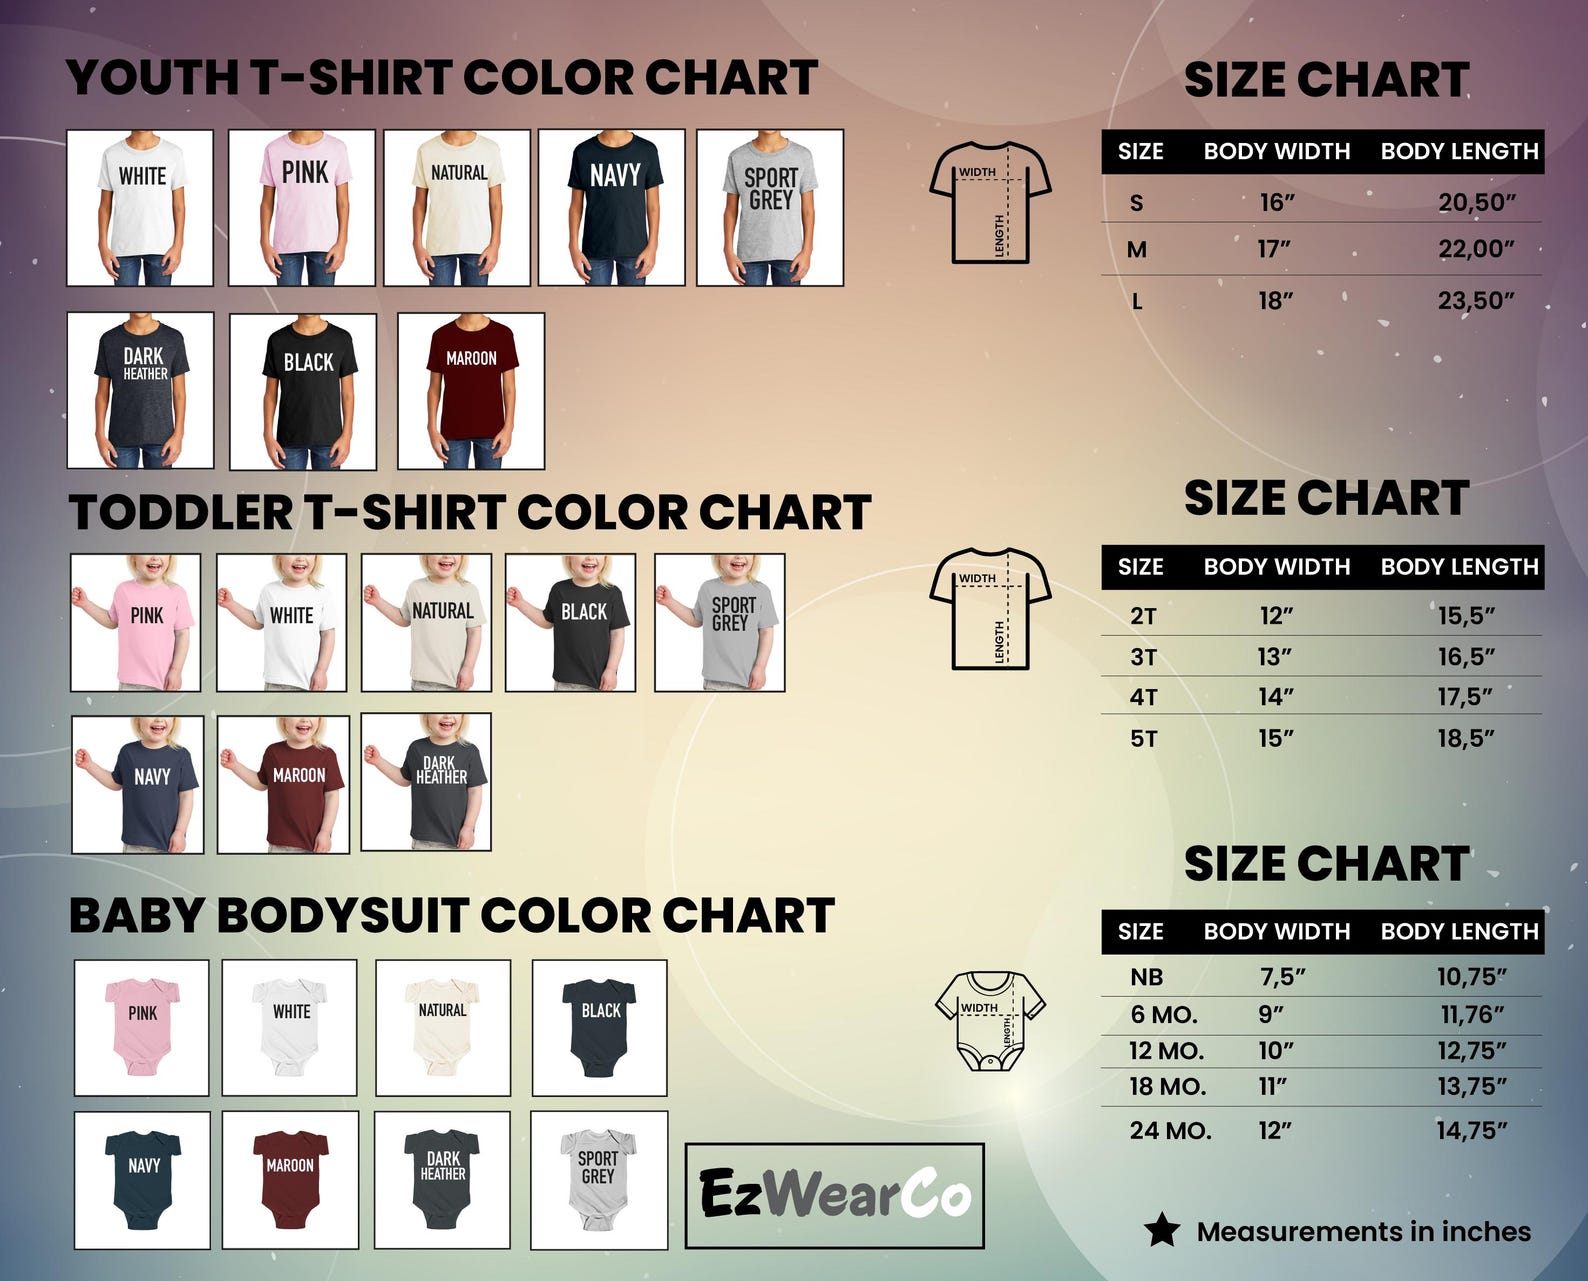 YOUTH T-SHIRT COLOR CHART
WHITE
PINK
NATURAL
NAVY
SPORT
GREY
DARK
HEATHER
BLACK
MAROON
WIDTH
LENGTH
SIZE CHART
SIZE BODY WIDTH BODY LENGTH
S 16” 20,50”
M 17” 22,00”
L 18” 23,50”
TODDLER T-SHIRT COLOR CHART
PINK
WHITE
NATURAL
BLACK
SPORT
GREY
NAVY
MAROON
DARK
HEATHER
WIDTH
LENGTH
SIZE CHART
SIZE BODY WIDTH BODY LENGTH
2T 12” 15,5”
3T 13” 16,5”
4T 14” 17,5”
5T 15” 18,5”
BABY BODYSUIT COLOR CHART
PINK
WHITE
NATURAL
BLACK
NAVY
MAROON
DARK
HEATHER
SPORT
GREY
WIDTH
LENGTH
SIZE CHART
SIZE BODY WIDTH BODY LENGTH
NB 7,5” 10,75”
6 MO. 9” 11,76”
12 MO. 10” 12,75”
18 MO. 11” 13,75”
24 MO. 12” 14,75”
EzWearCo
Measurements in inches